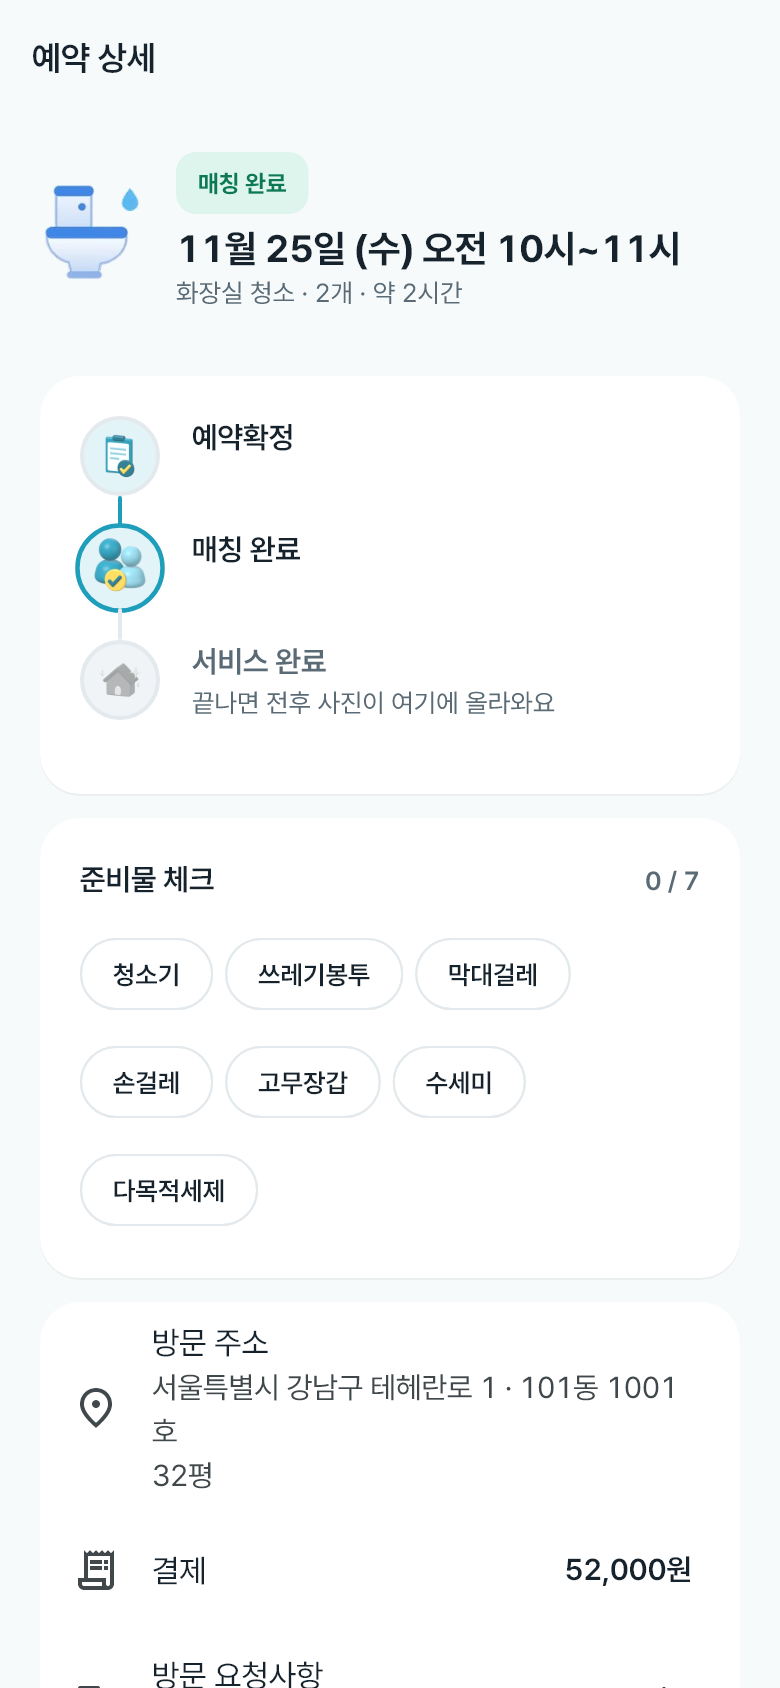 예약 상세
매칭 완료
11월 25일 (수) 오전 10시~11시
화장실 청소 · 2개 · 약 2시간
예약확정
매칭 완료
서비스 완료
끝나면 전후 사진이 여기에 올라와요
준비물 체크
0 / 7
청소기
쓰레기봉투
막대걸레
손걸레
고무장갑
수세미
다목적세제
방문 주소
서울특별시 강남구 테헤란로 1 · 101동 1001
호
32평
결제
52,000원
방문 요청사항